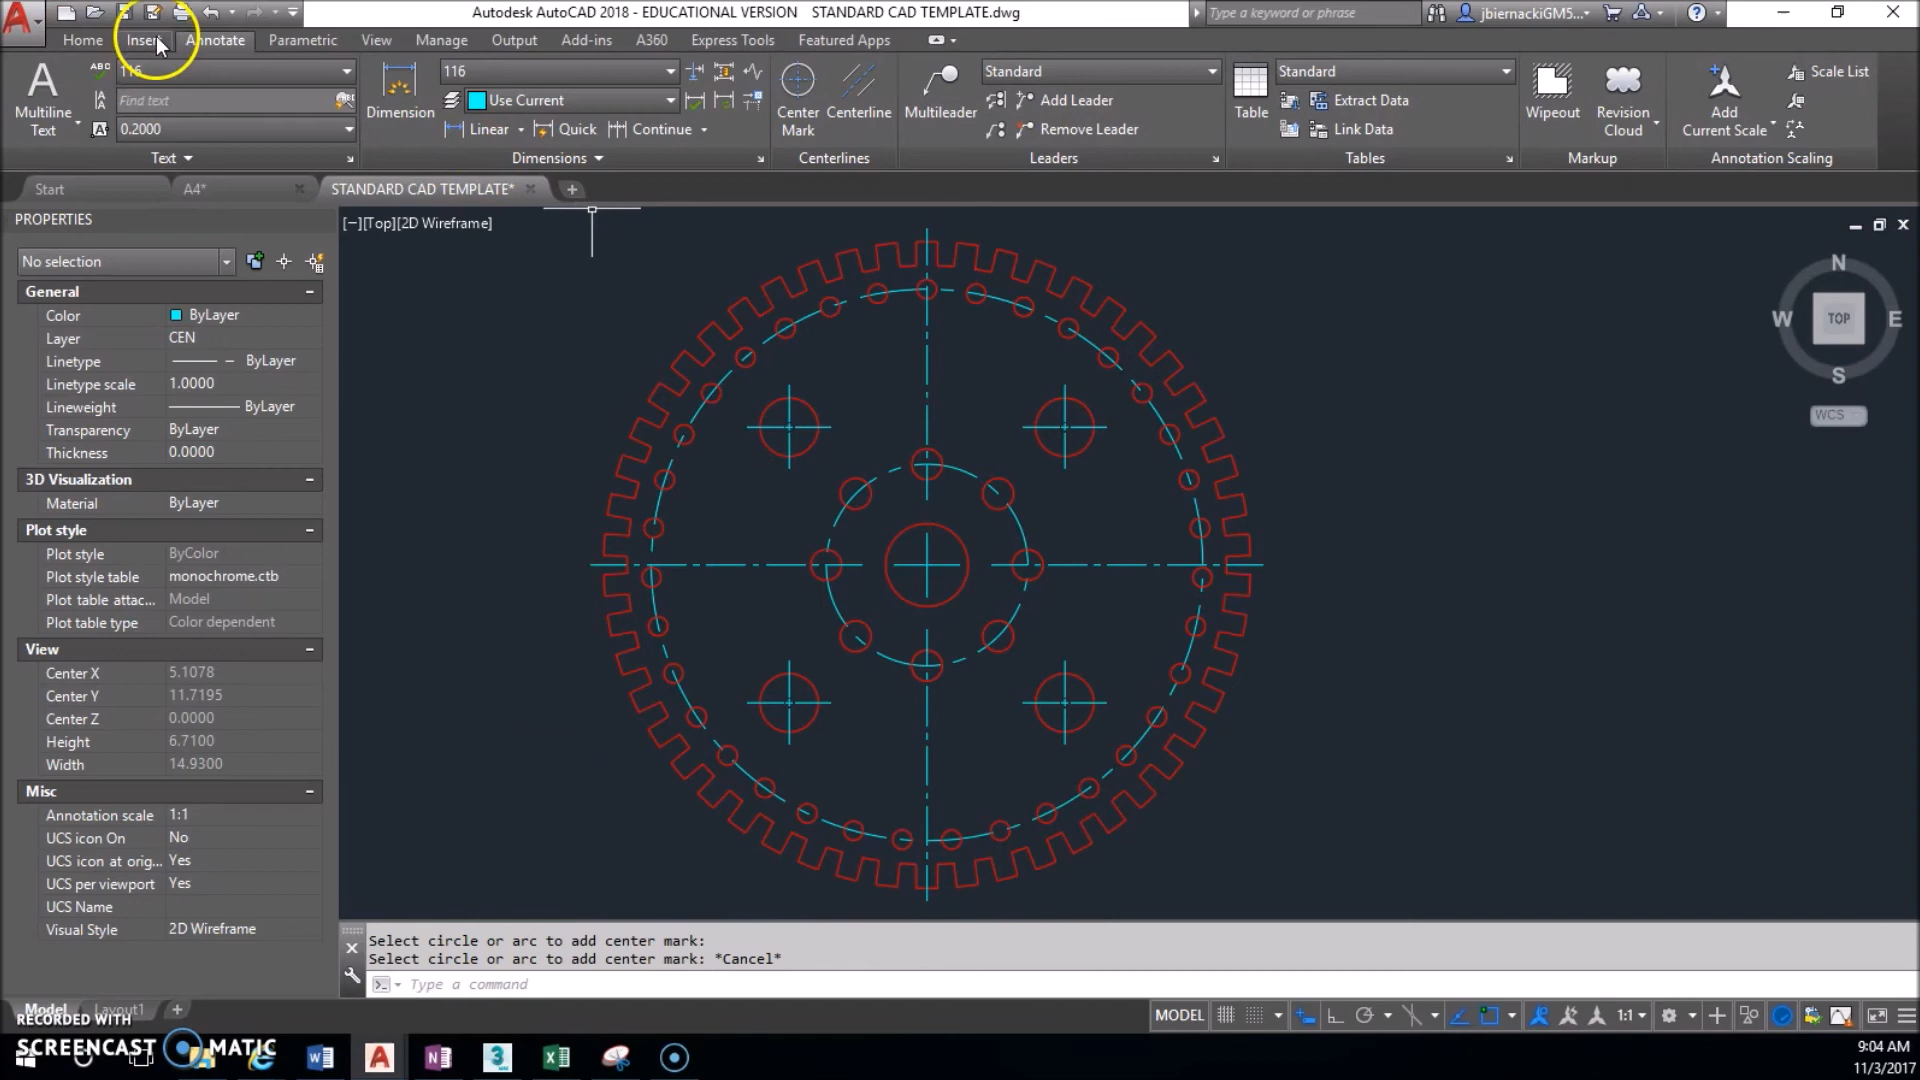 Autodesk AutoCAD 2018 - EDUCATIONAL VERSION STANDARD CAD TEMPLATE.dwg
Type a keyword or phrase
jbiernackiGM5...
Home Insert Annotate Parametric View Manage Output Add-ins A360 Express Tools Featured Apps
Multiline Text
ABC
116
Find text
0.2000
Text
Dimension
116
Use Current
Linear Quick Continue
Dimensions
Center Mark
Centerline
Centerlines
Multileader
Standard
Add Leader
Remove Leader
Leaders
Table
Standard
Extract Data
Link Data
Tables
Wipeout
Revision Cloud
Markup
Add Current Scale
Scale List
Annotation Scaling
Start A4* STANDARD CAD TEMPLATE*
PROPERTIES
No selection
General
Color ByLayer
Layer CEN
Linetype ByLayer
Linetype scale 1.0000
Lineweight ByLayer
Transparency ByLayer
Thickness 0.0000
3D Visualization
Material ByLayer
Plot style
Plot style ByColor
Plot style table monochrome.ctb
Plot table attac... Model
Plot table type Color dependent
View
Center X 5.1078
Center Y 11.7195
Center Z 0.0000
Height 6.7100
Width 14.9300
Misc
Annotation scale 1:1
UCS icon On No
UCS icon at orig... Yes
UCS per viewport Yes
UCS Name
Visual Style 2D Wireframe
[−][Top][2D Wireframe]
N
W TOP E
S
WCS
Select circle or arc to add center mark:
Select circle or arc to add center mark: *Cancel*
Type a command
Model Layout1
MODEL
1:1
RECORDED WITH
SCREENCAST MATIC
9:04 AM
11/3/2017